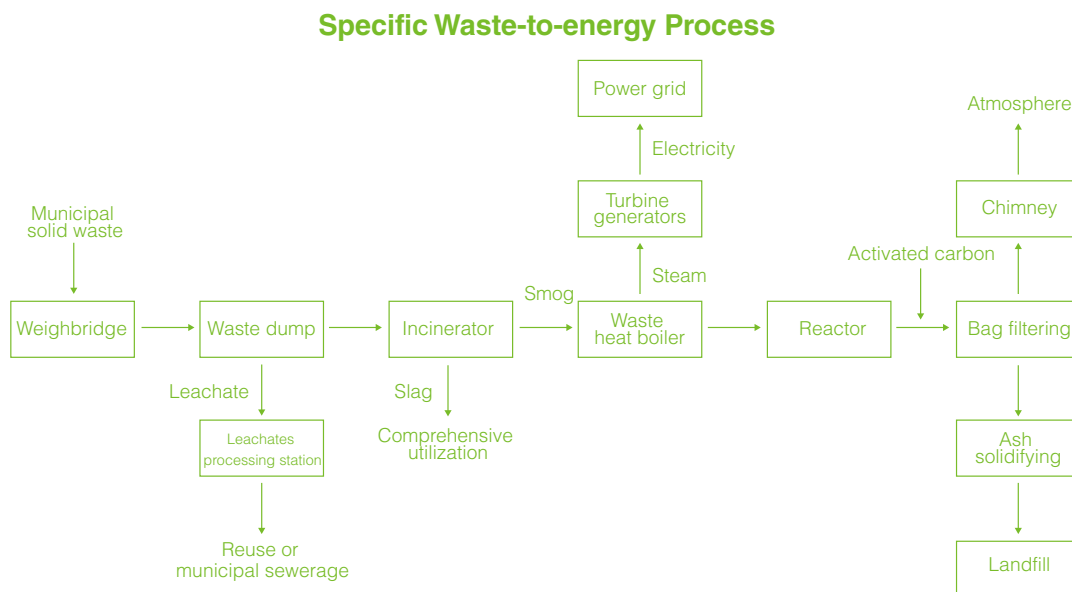 Specific Waste-to-energy Process
Power grid
Atmosphere
Electricity
Turbine
generators
Chimney
Municipal
solid waste
Activated carbon
Steam
Smog
Weighbridge
Waste dump
Incinerator
Waste
heat boiler
Reactor
Bag filtering
Leachate
Slag
Leachates
processing station
Comprehensive
utilization
Ash
solidifying
Reuse or
municipal sewerage
Landfill